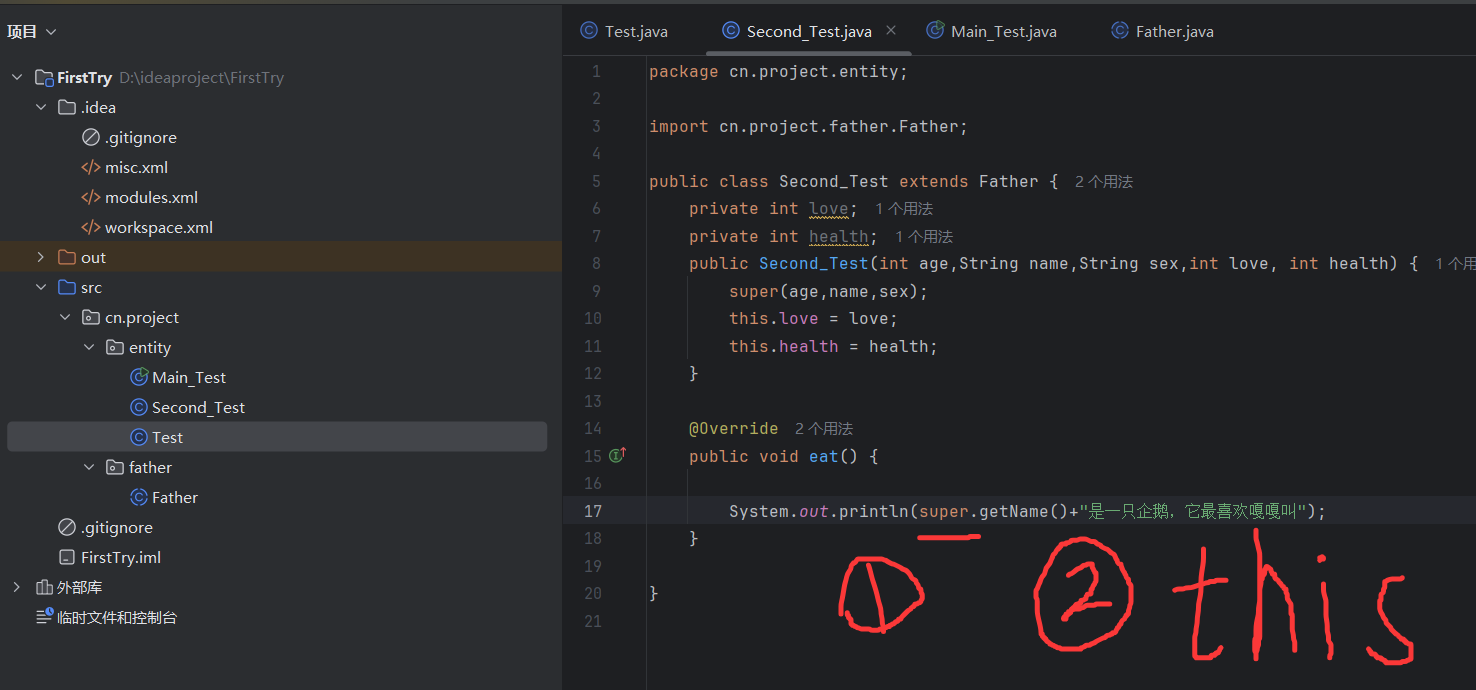 项目
FirstTry D:\ideaproject\FirstTry
.idea
.gitignore
misc.xml
modules.xml
workspace.xml
out
src
cn.project
entity
Main_Test
Second_Test
Test
father
Father
.gitignore
FirstTry.iml
外部库
临时文件和控制台
Test.java Second_Test.java Main_Test.java Father.java
1 package cn.project.entity;
2
3 import cn.project.father.Father;
4
5 public class Second_Test extends Father { 2 个用法
6 private int love; 1 个用法
7 private int health; 1 个用法
8 public Second_Test(int age,String name,String sex,int love, int health) { 1 个用
9 super(age,name,sex);
10 this.love = love;
11 this.health = health;
12 }
13
14 @Override 2 个用法
15 public void eat() {
16
17 System.out.println(super.getName()+"是一只企鹅，它最喜欢嘎嘎叫");
18 }
19
20 }
21
① ② this